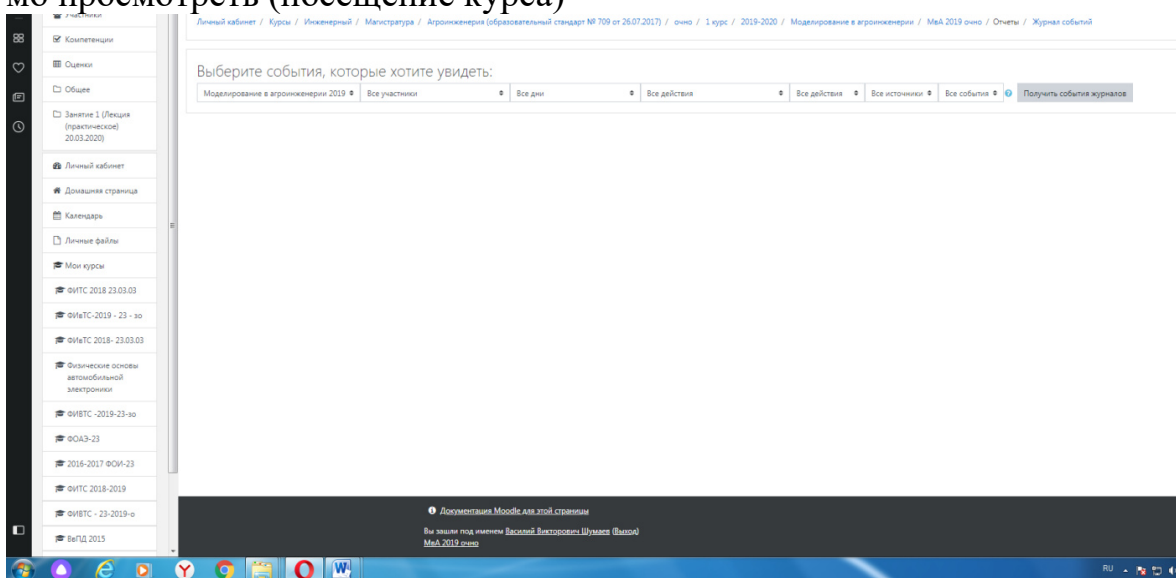 мо просмотреть (посещение курса)
Участники
Компетенции
Оценки
Общее
Занятие 1 (Лекция
(практическое)
20.03.2020)
Личный кабинет
Домашняя страница
Календарь
Личные файлы
Мои курсы
ФИТС 2018 23.03.03
ФИвТС-2019 - 23 - зо
ФИвТС 2018- 23.03.03
Физические основы
автомобильной
электроники
ФИВТС -2019-23-зо
ФОАЭ-23
2016-2017 ФОИ-23
ФИТС 2018-2019
ФИВТС - 23-2019-о
ВеПД 2015
Личный кабинет / Курсы / Инженерный / Магистратура / Агроинженерия (образовательный стандарт № 709 от 26.07.2017) / очно / 1 курс / 2019-2020 / Моделирование в агроинженерии / МвА 2019 очно / Отчеты / Журнал событий
Выберите события, которые хотите увидеть:
Моделирование в агроинженерии 2019 Все участники Все дни Все действия Все действия Все источники Все события Получить события журналов
Документация Moodle для этой страницы
Вы зашли под именем Василий Викторович Шумаев (Выход)
МвА 2019 очно
RU